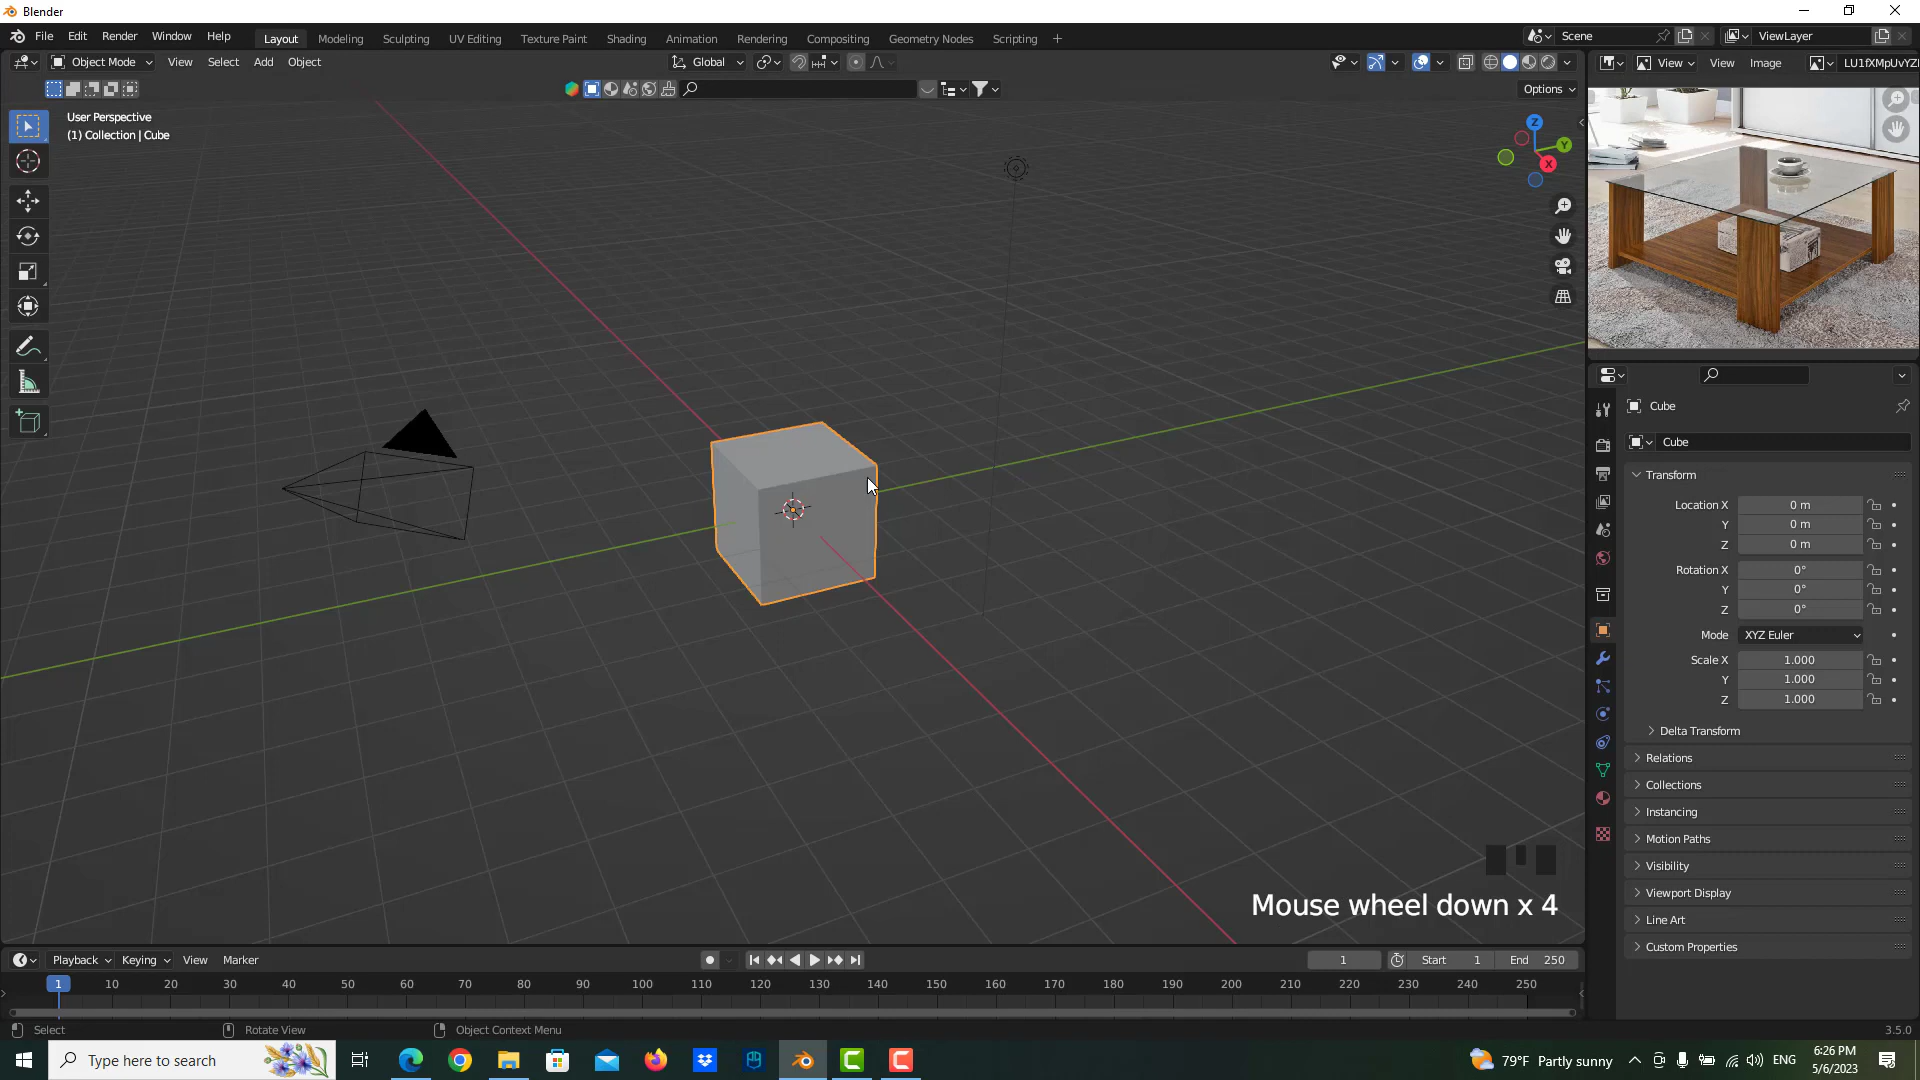 Blender
File Edit Render Window Help Layout Modeling Sculpting UV Editing Texture Paint Shading Animation Rendering Compositing Geometry Nodes Scripting + Scene ViewLayer
Object Mode View Select Add Object Global View View Image LU1fXMpUvYZ
Options
User Perspective
(1) Collection | Cube
Z
Y
X
Cube
Cube
Transform
Location X 0 m
Y 0 m
Z 0 m
Rotation X 0°
Y 0°
Z 0°
Mode XYZ Euler
Scale X 1.000
Y 1.000
Z 1.000
Delta Transform
Relations
Collections
Instancing
Motion Paths
Visibility
Viewport Display
Line Art
Custom Properties
Mouse wheel down x 4
Playback Keying View Marker 1 Start 1 End 250
1 10 20 30 40 50 60 70 80 90 100 110 120 130 140 150 160 170 180 190 200 210 220 230 240 250
Select Rotate View Object Context Menu 3.5.0
Type here to search 79°F Partly sunny ENG 6:26 PM
5/6/2023